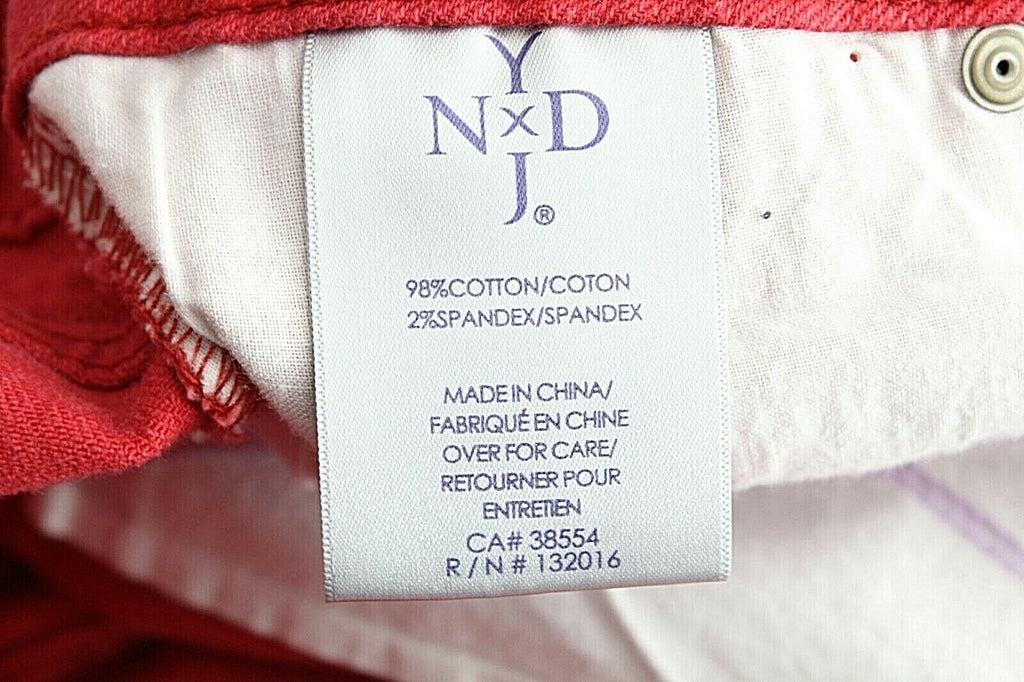 Y
N X D
J®
98%COTTON/COTON
2%SPANDEX/SPANDEX
MADE IN CHINA/
FABRIQUÉ EN CHINE
OVER FOR CARE/
RETOURNER POUR
ENTRETIEN
CA# 38554
R / N # 132016